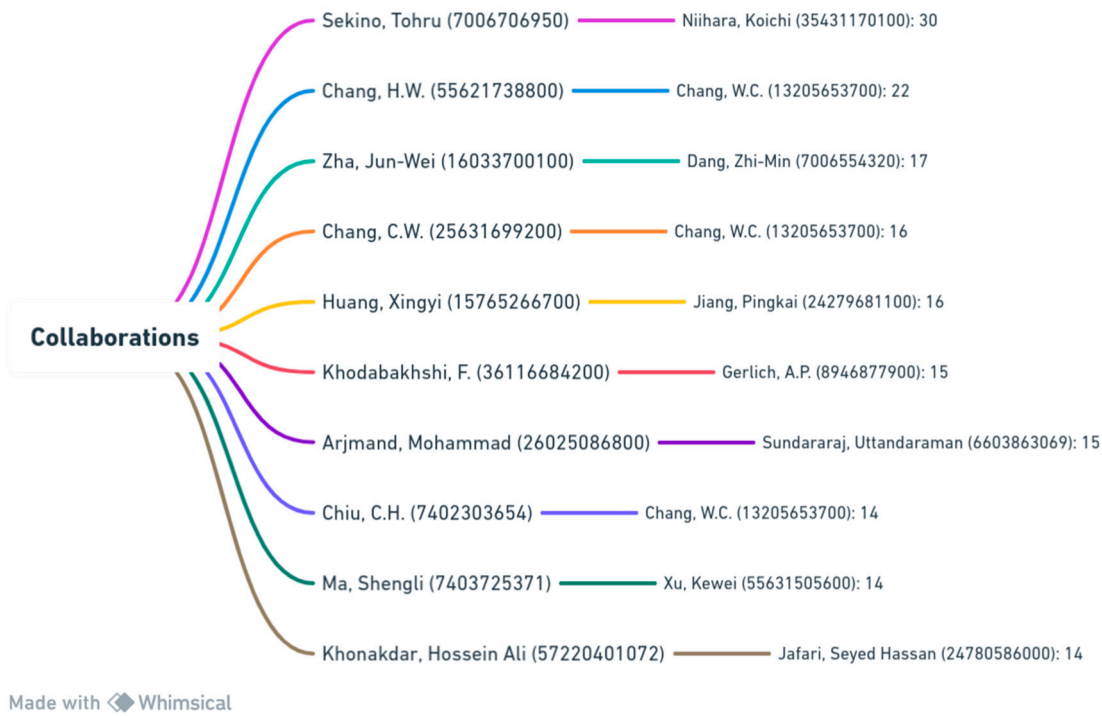 Sekino, Tohru (7006706950) Niihara, Koichi (35431170100): 30
Chang, H.W. (55621738800) Chang, W.C. (13205653700): 22
Zha, Jun-Wei (16033700100) Dang, Zhi-Min (7006554320): 17
Chang, C.W. (25631699200) Chang, W.C. (13205653700): 16
Huang, Xingyi (15765266700) Jiang, Pingkai (24279681100): 16
Collaborations
Khodabakhshi, F. (36116684200) Gerlich, A.P. (8946877900): 15
Arjmand, Mohammad (26025086800) Sundararaj, Uttandaraman (6603863069): 15
Chiu, C.H. (7402303654) Chang, W.C. (13205653700): 14
Ma, Shengli (7403725371) Xu, Kewei (55631505600): 14
Khonakdar, Hossein Ali (57220401072) Jafari, Seyed Hassan (24780586000): 14
Made with Whimsical